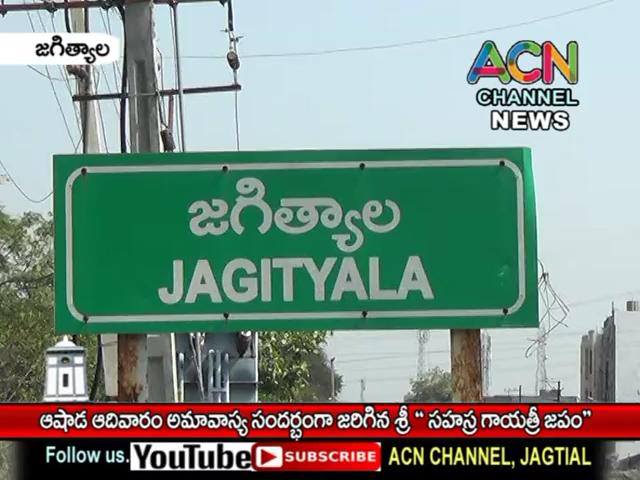 జగిత్యాల
ACN
CHANNEL
NEWS
జగిత్యాల
JAGITYALA
ఆషాడ ఆదివారం అమావాస్య సందర్భంగా జరిగిన శ్రీ “ సహస్ర గాయత్రీ జపం”
Follow us. YouTube SUBSCRIBE ACN CHANNEL, JAGTIAL